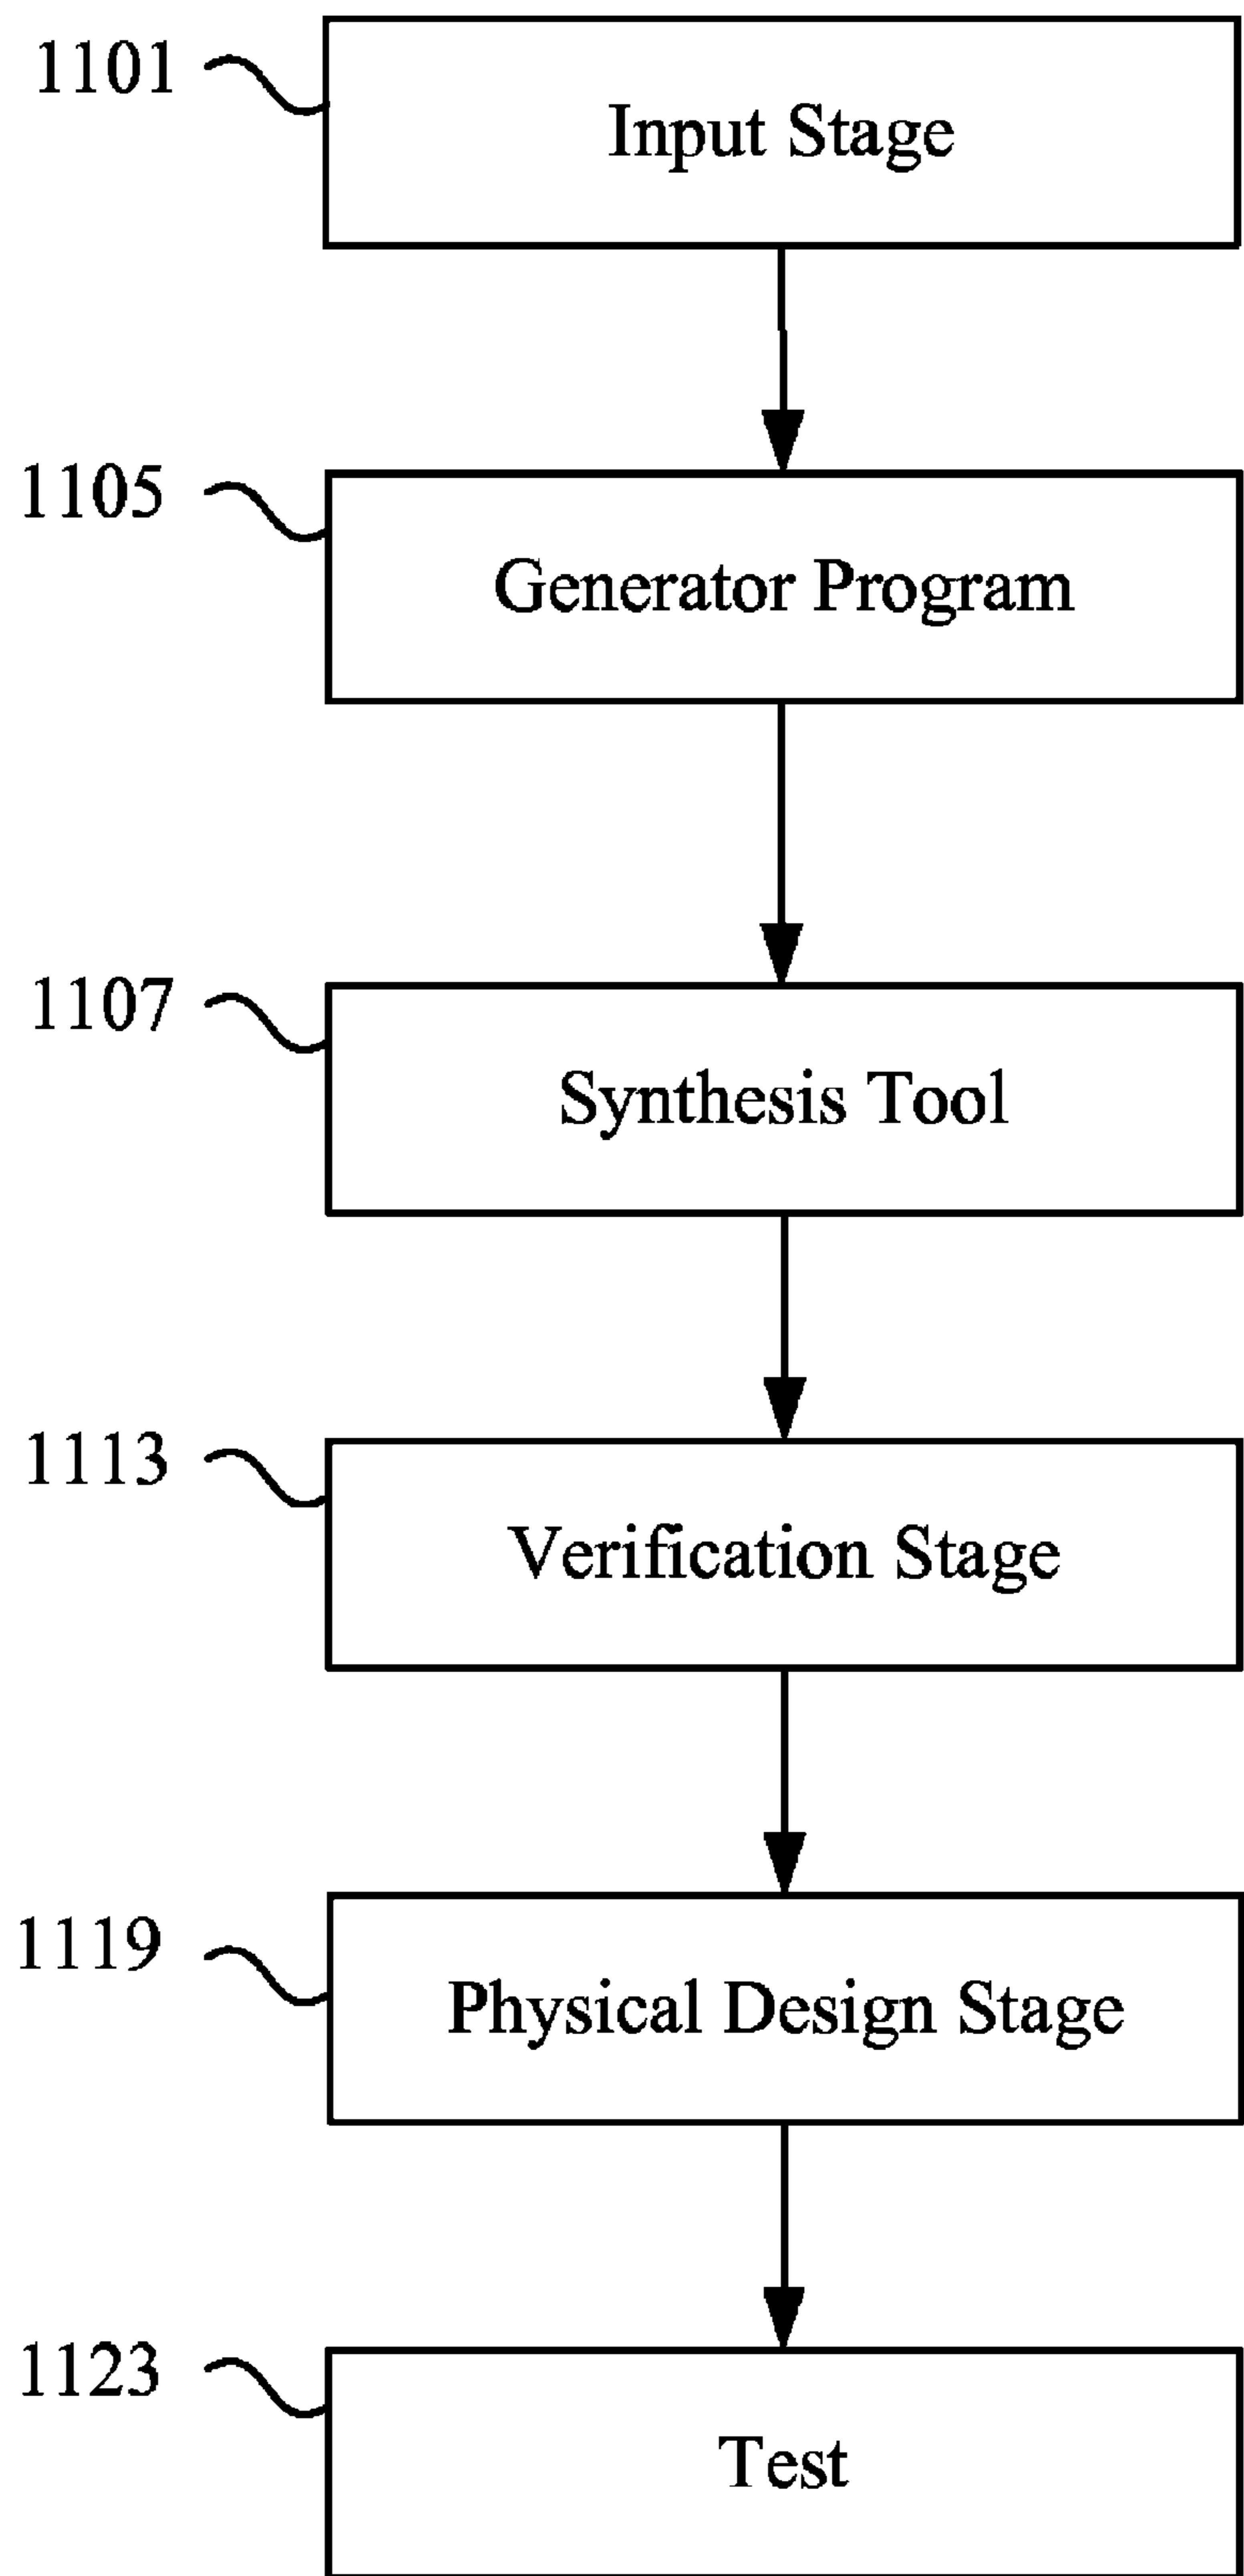 1101
Input Stage
1105
Generator Program
1107
Synthesis Tool
1113
Verification Stage
1119
Physical Design Stage
1123
Test